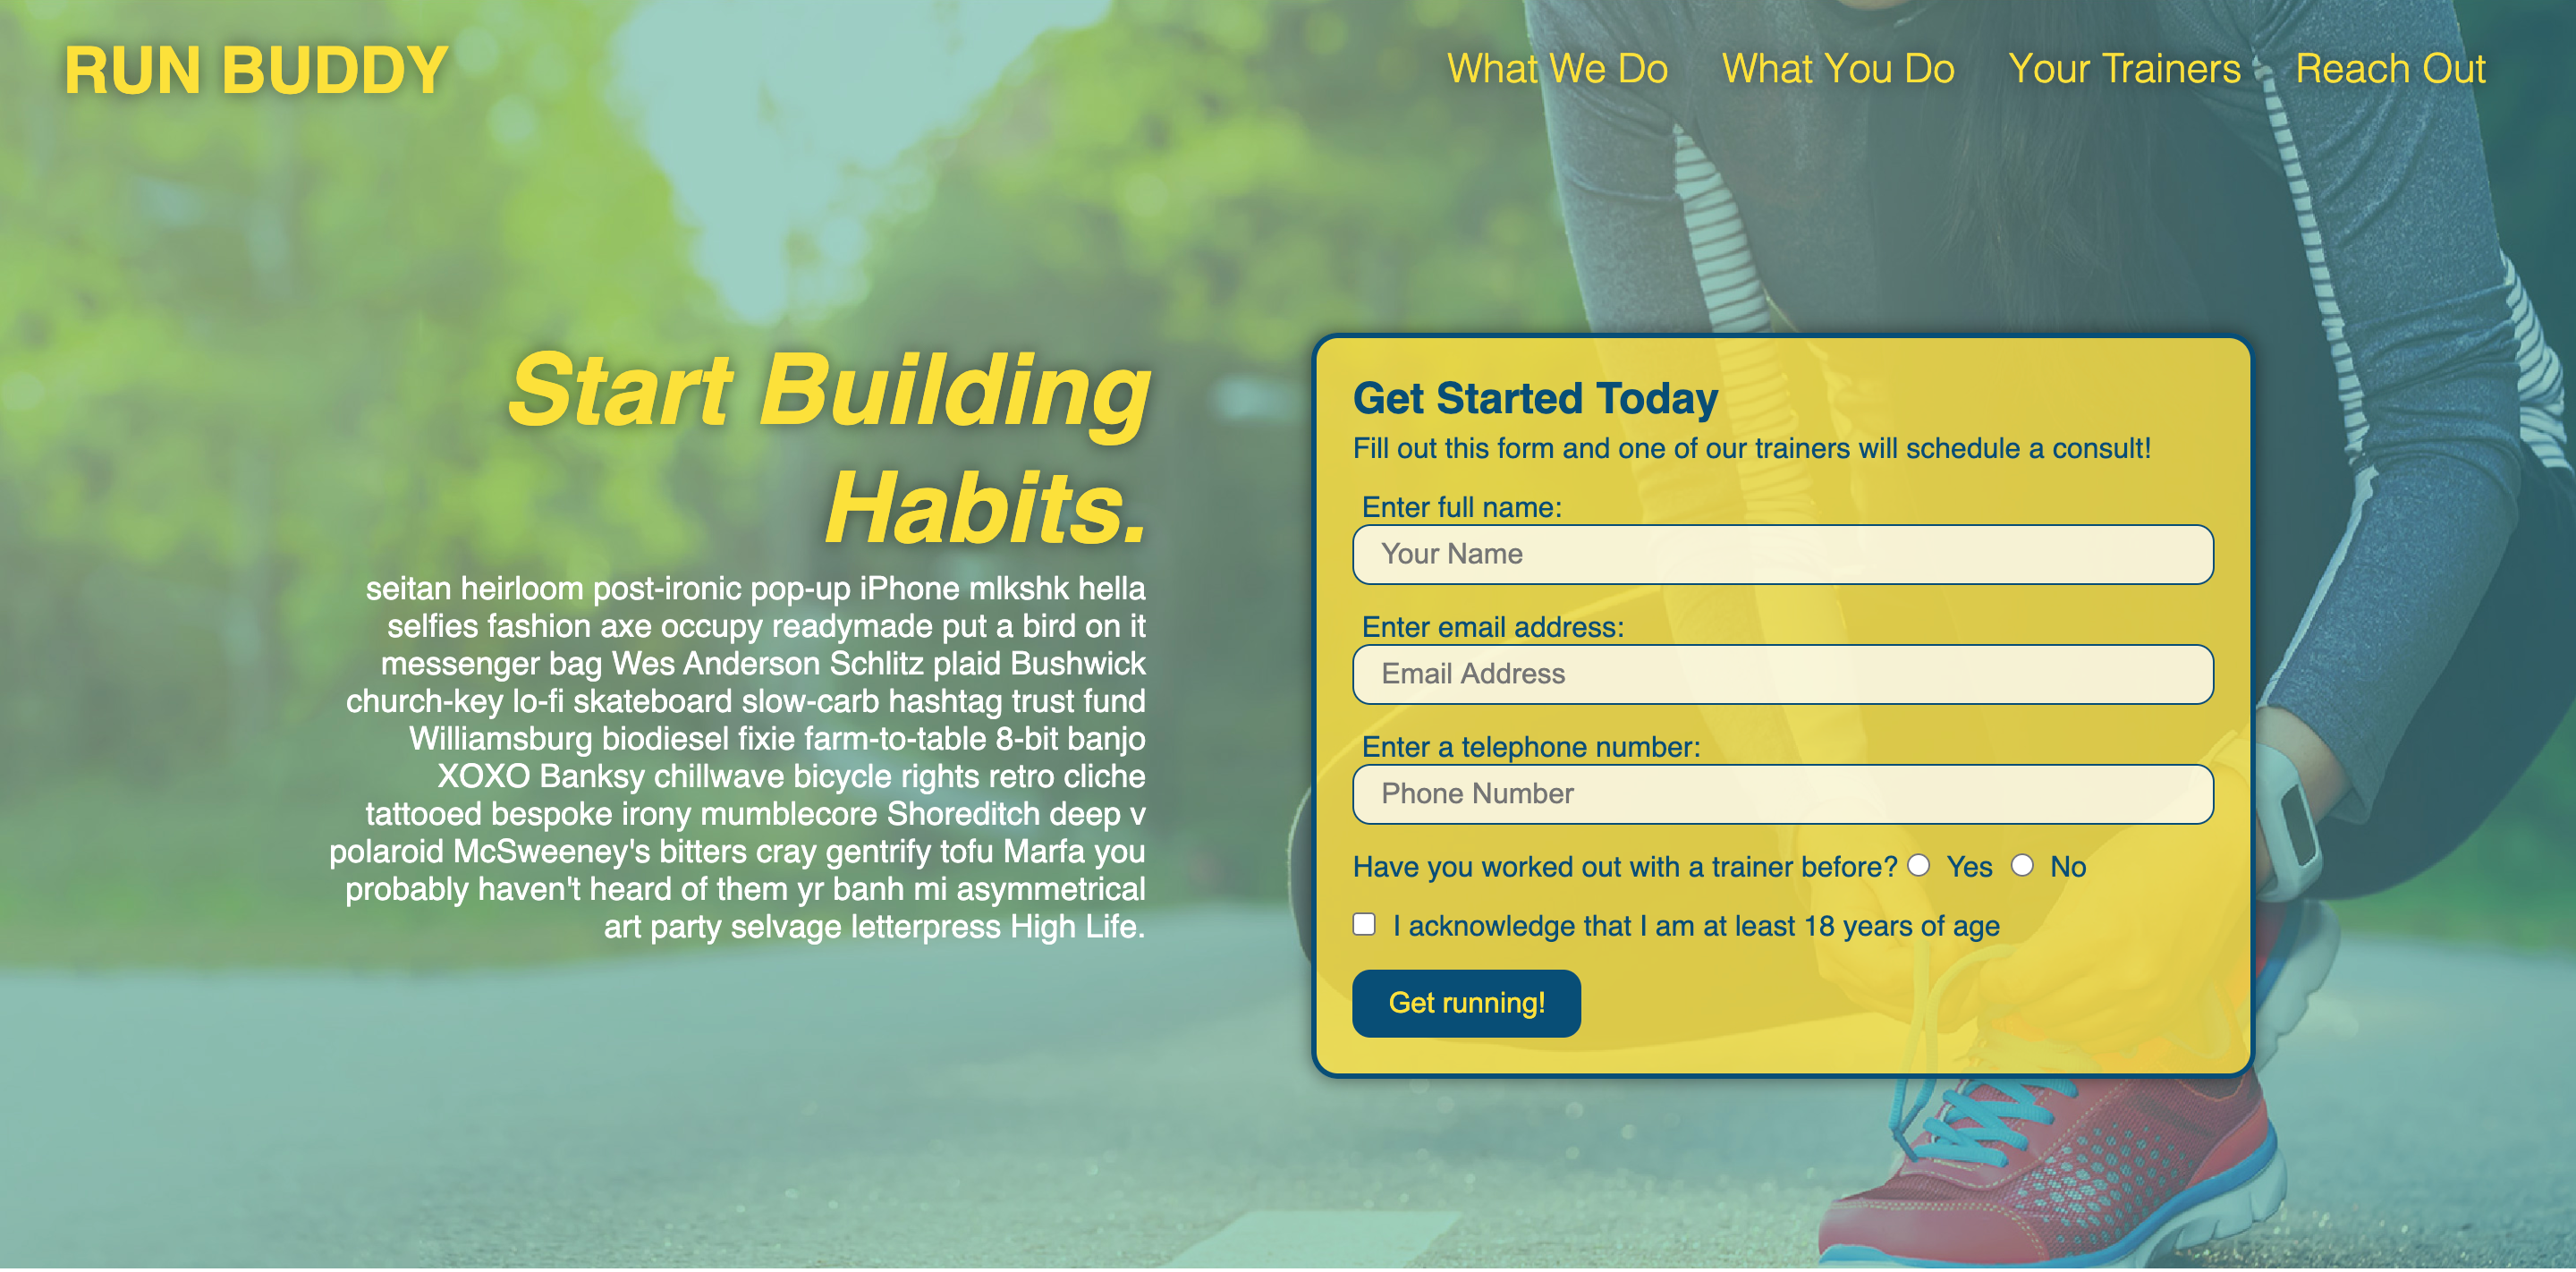 RUN BUDDY
What We Do
What You Do
Your Trainers
Reach Out
Start Building
Habits.
seitan heirloom post-ironic pop-up iPhone mlkshk hella
selfies fashion axe occupy readymade put a bird on it
messenger bag Wes Anderson Schlitz plaid Bushwick
church-key lo-fi skateboard slow-carb hashtag trust fund
Williamsburg biodiesel fixie farm-to-table 8-bit banjo
XOXO Banksy chillwave bicycle rights retro cliche
tattooed bespoke irony mumblecore Shoreditch deep v
polaroid McSweeney's bitters cray gentrify tofu Marfa you
probably haven't heard of them yr banh mi asymmetrical
art party selvage letterpress High Life.
Get Started Today
Fill out this form and one of our trainers will schedule a consult!
Enter full name:
Your Name
Enter email address:
Email Address
Enter a telephone number:
Phone Number
Have you worked out with a trainer before? Yes No
I acknowledge that I am at least 18 years of age
Get running!